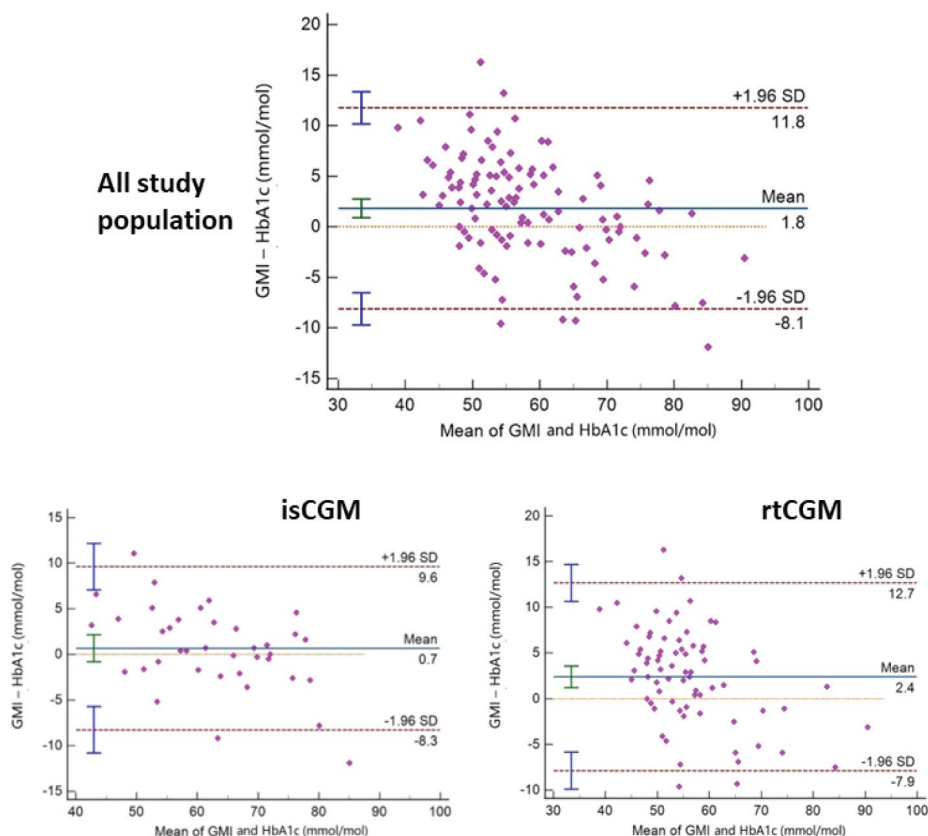 All study
population
GMI – HbA1c (mmol/mol)
20
15
10
5
0
-5
-10
-15
+1.96 SD
11.8
Mean
1.8
-1.96 SD
-8.1
30 40 50 60 70 80 90 100
Mean of GMI and HbA1c (mmol/mol)
isCGM
GMI – HbA1c (mmol/mol)
15
10
5
0
-5
-10
-15
+1.96 SD
9.6
Mean
0.7
-1.96 SD
-8.3
40 50 60 70 80 90 100
Mean of GMI and HbA1c (mmol/mol)
rtCGM
GMI – HbA1c (mmol/mol)
20
15
10
5
0
-5
-10
+1.96 SD
12.7
Mean
2.4
-1.96 SD
-7.9
30 40 50 60 70 80 90 100
Mean of GMI and HbA1c (mmol/mol)